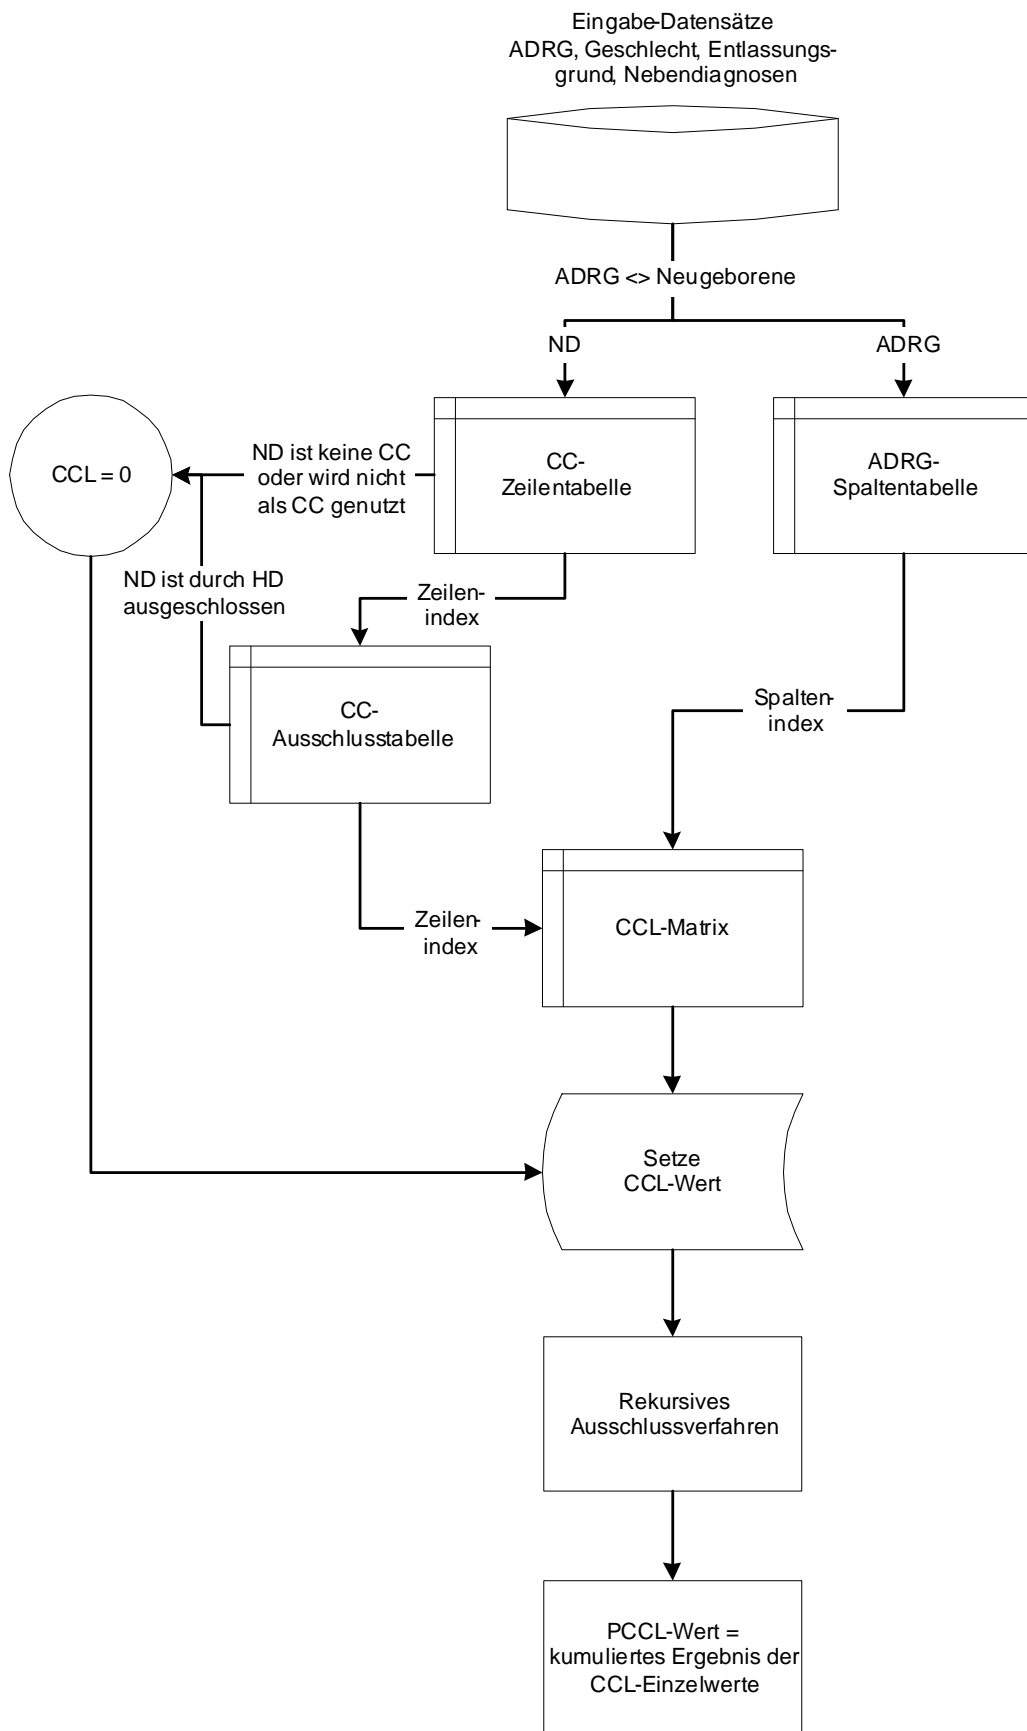 Eingabe-Datensätze
ADRG, Geschlecht, Entlassungs-
grund, Nebendiagnosen
ADRG <> Neugeborene
ND
ADRG
CCL = 0
ND ist keine CC
oder wird nicht
als CC genutzt
CC-
Zeilentabelle
ADRG-
Spaltentabelle
ND ist durch HD
ausgeschlossen
Zeilen-
index
CC-
Ausschlusstabelle
Spalten-
index
Zeilen-
index
CCL-Matrix
Setze
CCL-Wert
Rekursives
Ausschlussverfahren
PCCL-Wert =
kumuliertes Ergebnis der
CCL-Einzelwerte